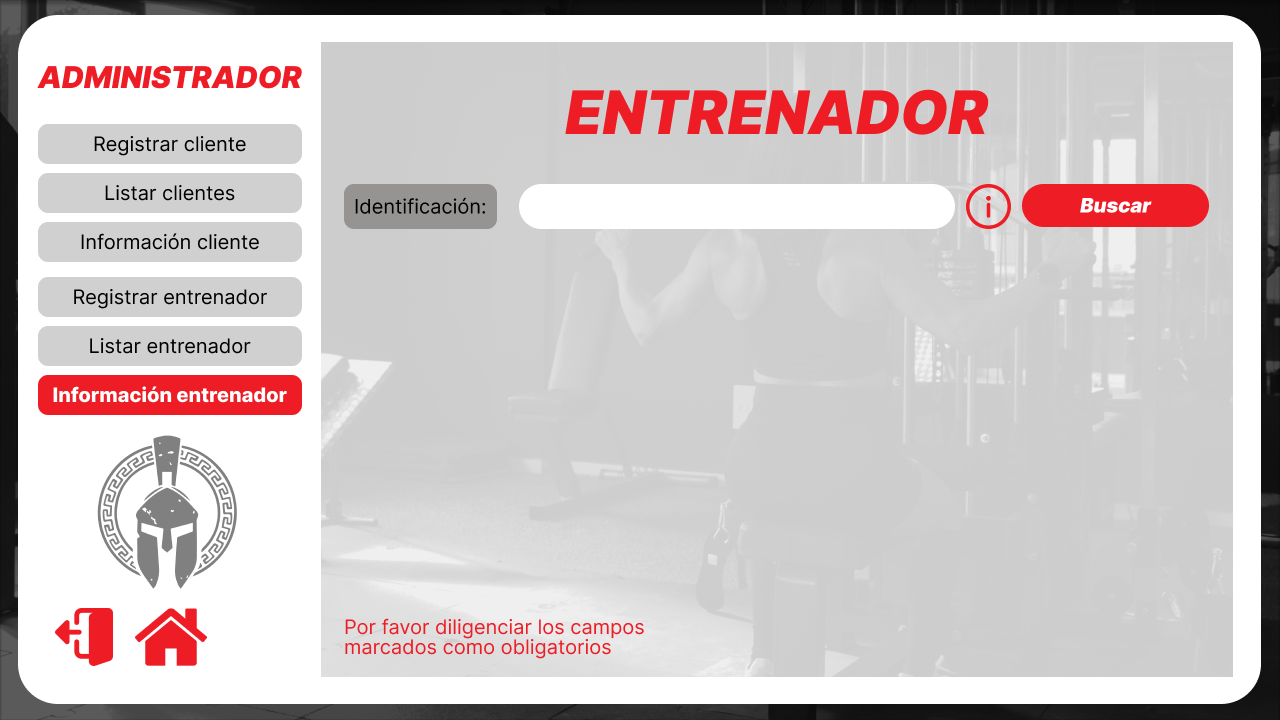 ADMINISTRADOR
Registrar cliente
Listar clientes
Información cliente
Registrar entrenador
Listar entrenador
Información entrenador
ENTRENADOR
Identificación:
i
Buscar
Por favor diligenciar los campos
marcados como obligatorios